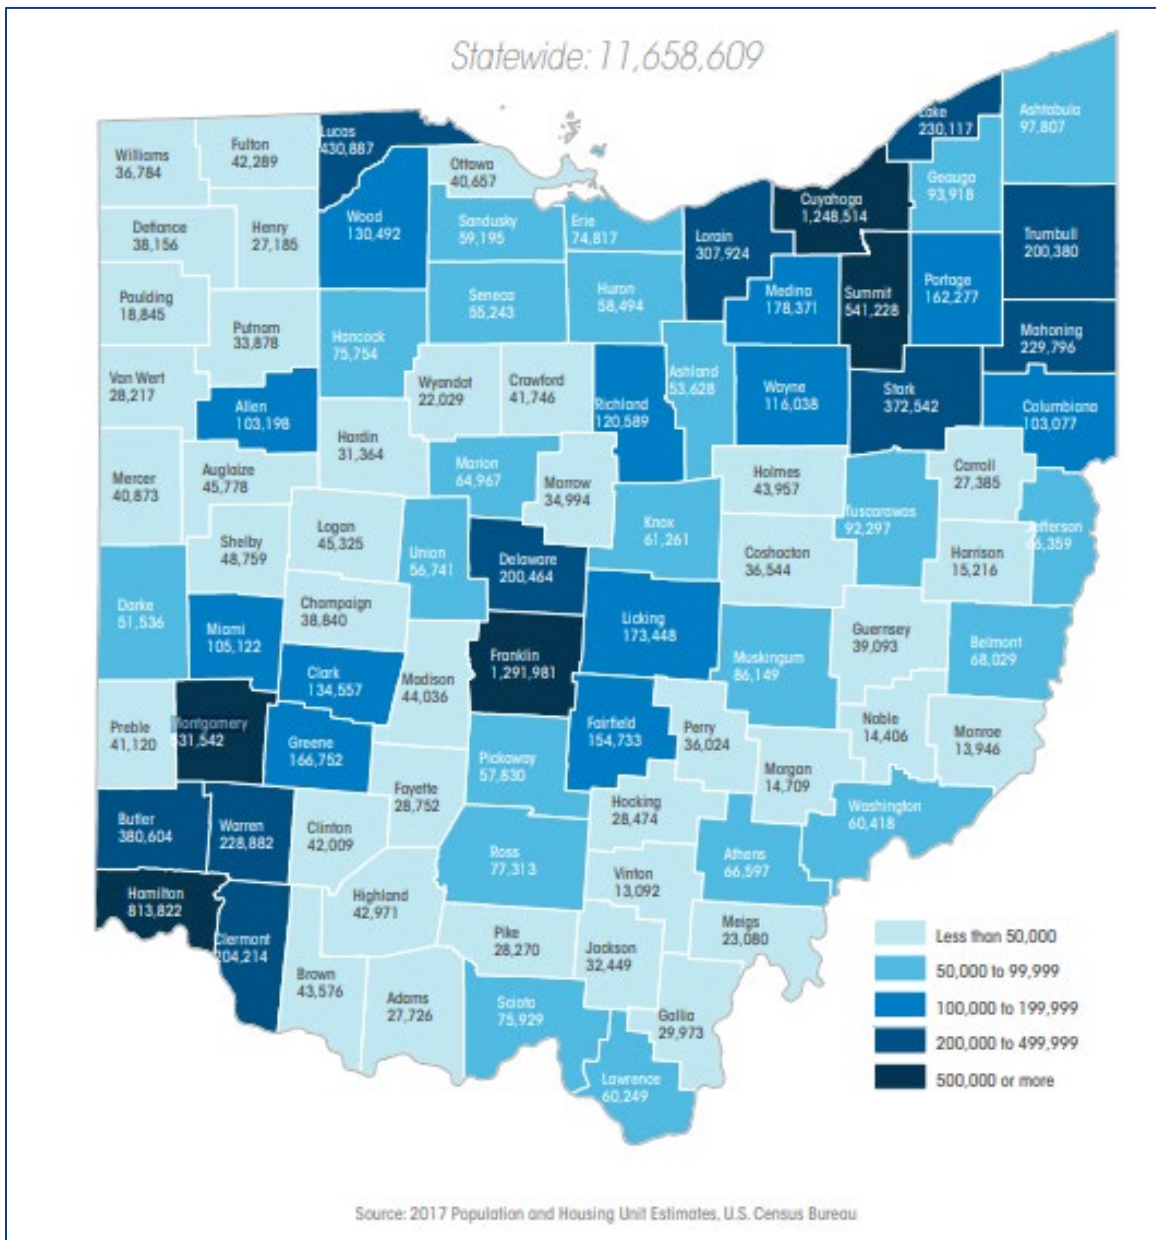 Statewide: 11,658,609
Williams
36,784
Fulton
42,289
Lucas
430,887
Ottawa
40,657
Lake
230,117
Ashtabula
97,807
Geauga
93,918
Cuyahoga
1,248,514
Defiance
38,156
Henry
27,185
Wood
130,492
Sandusky
59,195
Erie
74,817
Lorain
307,924
Trumbull
200,380
Paulding
18,845
Putnam
33,878
Hancock
75,754
Seneca
55,243
Huron
58,494
Medina
178,371
Summit
541,228
Portage
162,277
Mahoning
229,796
Van Wert
28,217
Allen
103,198
Wyandot
22,029
Crawford
41,746
Richland
120,589
Ashland
53,628
Wayne
116,038
Stark
372,542
Columbiana
103,077
Mercer
40,873
Auglaize
45,778
Hardin
31,364
Marion
64,967
Morrow
34,994
Holmes
43,957
Carroll
27,385
Tuscarawas
92,297
Jefferson
66,359
Shelby
48,759
Logan
45,325
Union
56,741
Delaware
200,464
Knox
61,261
Coshocton
36,544
Harrison
15,216
Darke
51,536
Miami
105,122
Champaign
38,840
Licking
173,448
Guernsey
39,093
Belmont
68,029
Clark
134,557
Madison
44,036
Franklin
1,291,981
Muskingum
86,149
Preble
41,120
Montgomery
531,542
Greene
166,752
Fayette
28,752
Pickaway
57,830
Fairfield
154,733
Perry
36,024
Morgan
14,709
Noble
14,406
Monroe
13,946
Butler
380,604
Warren
228,882
Clinton
42,009
Ross
77,313
Hocking
28,474
Athens
66,597
Washington
60,418
Hamilton
813,822
Clermont
204,214
Highland
42,971
Vinton
13,092
Meigs
23,080
Brown
43,576
Adams
27,726
Pike
28,270
Jackson
32,449
Scioto
75,929
Gallia
29,973
Lawrence
60,249
Less than 50,000
50,000 to 99,999
100,000 to 199,999
200,000 to 499,999
500,000 or more
Source: 2017 Population and Housing Unit Estimates, U.S. Census Bureau